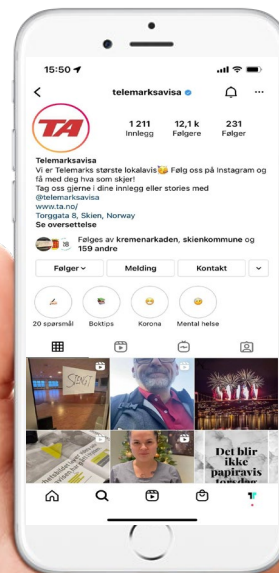 15:50
telemarksavisa
TA
1 211 12,1 k 231
Innlegg Følgere Følger
Telemarksavisa
Vi er Telemarks største lokalavis Følg oss på Instagram og
få med deg hva som skjer!
Tag oss gjerne i dine innlegg eller stories med
@telemarksavisa
www.ta.no/
Torggata 8, Skien, Norway
Se oversettelse
Følges av kremenarkaden, skienkommune og
159 andre
Følger Melding Kontakt
20 spørsmål Boktips Korona Mental helse
STENGT
Det blir
ikke
papiravis
torsdag